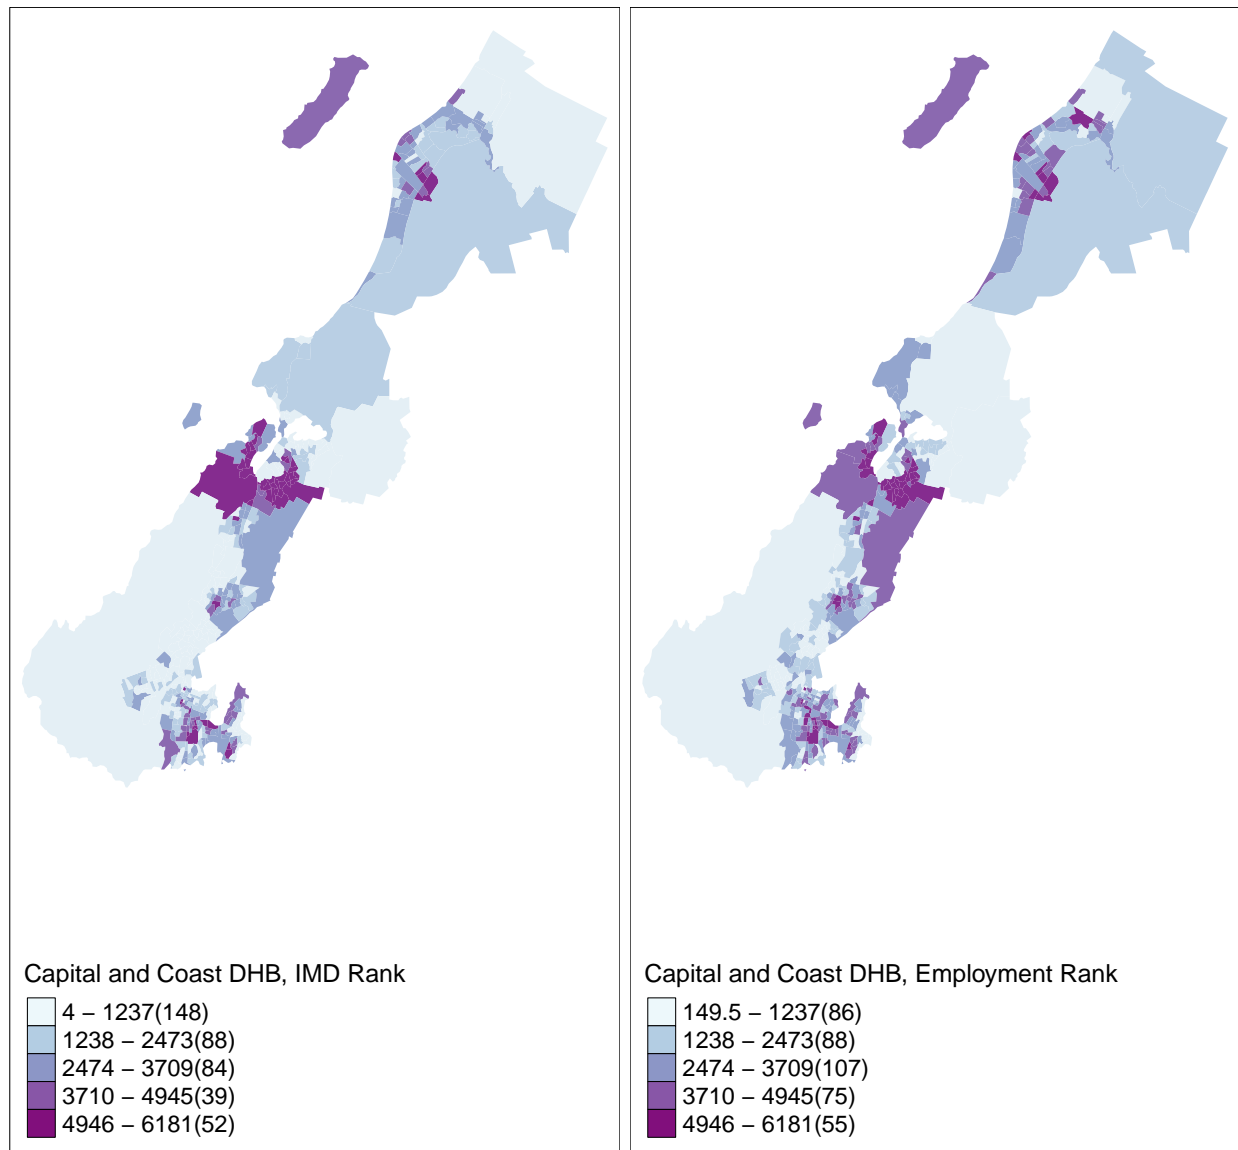 Capital and Coast DHB, IMD Rank
4 – 1237(148)
1238 – 2473(88)
2474 – 3709(84)
3710 – 4945(39)
4946 – 6181(52)
Capital and Coast DHB, Employment Rank
149.5 – 1237(86)
1238 – 2473(88)
2474 – 3709(107)
3710 – 4945(75)
4946 – 6181(55)